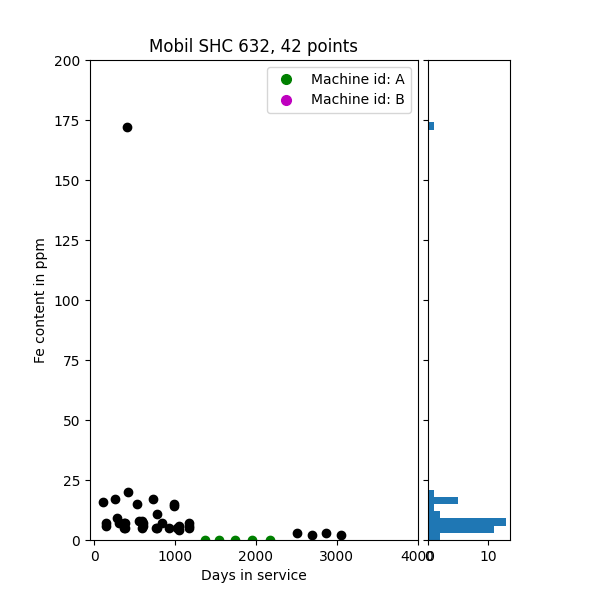 Mobil SHC 632, 42 points
Machine id: A
Machine id: B
200
175
150
125
100
75
50
25
0
Fe content in ppm
0 1000 2000 3000 4000
0 10
Days in service